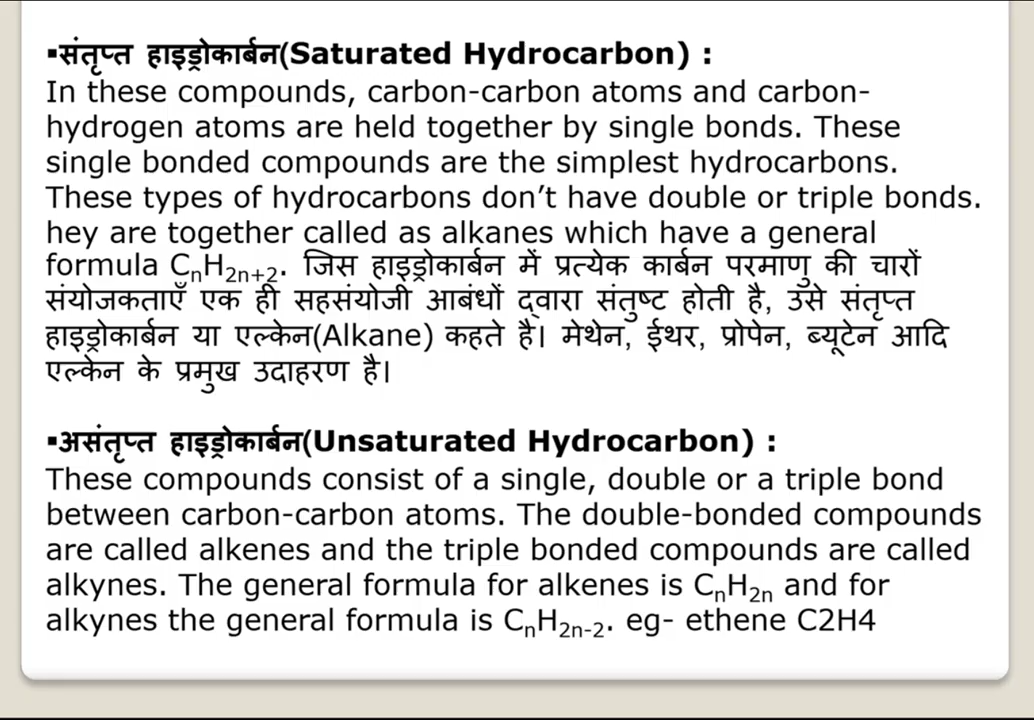 ▪संतृप्त हाइड्रोकार्बन(Saturated Hydrocarbon) :
In these compounds, carbon-carbon atoms and carbon-
hydrogen atoms are held together by single bonds. These
single bonded compounds are the simplest hydrocarbons.
These types of hydrocarbons don’t have double or triple bonds.
hey are together called as alkanes which have a general
formula CₙH₂ₙ₊₂. जिस हाइड्रोकार्बन में प्रत्येक कार्बन परमाणु की चारों
संयोजकताएँ एक ही सहसंयोजी आबंधों द्वारा संतुष्ट होती है, उसे संतृप्त
हाइड्रोकार्बन या एल्केन(Alkane) कहते है। मेथेन, ईथर, प्रोपेन, ब्यूटेन आदि
एल्केन के प्रमुख उदाहरण है।
▪असंतृप्त हाइड्रोकार्बन(Unsaturated Hydrocarbon) :
These compounds consist of a single, double or a triple bond
between carbon-carbon atoms. The double-bonded compounds
are called alkenes and the triple bonded compounds are called
alkynes. The general formula for alkenes is CₙH₂ₙ and for
alkynes the general formula is CₙH₂ₙ₋₂. eg- ethene C2H4